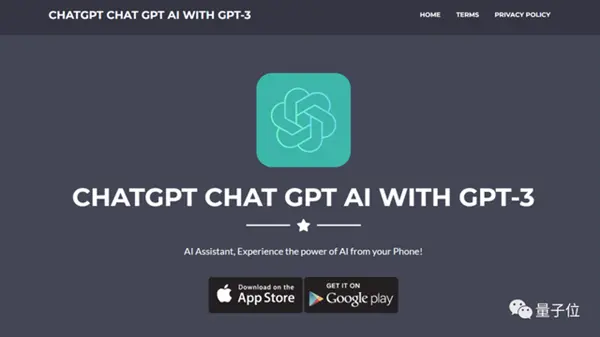 CHATGPT CHAT GPT AI WITH GPT-3
HOME TERMS PRIVACY POLICY
CHATGPT CHAT GPT AI WITH GPT-3
AI Assistant, Experience the power of AI from your Phone!
Download on the
App Store
GET IT ON
Google play
量子位